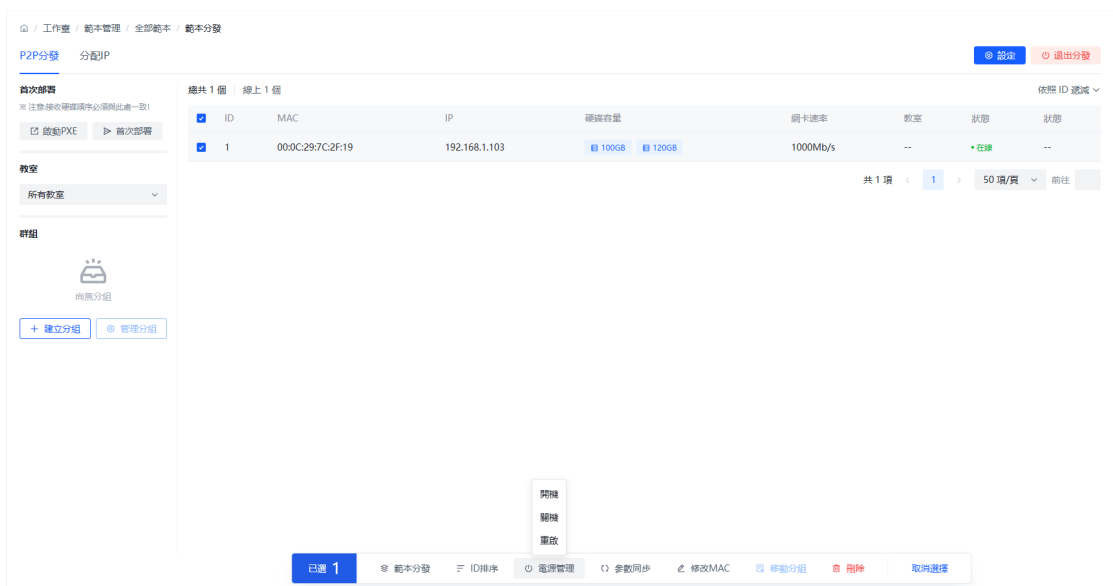 工作臺 / 範本管理 / 全部範本 / 範本分發
P2P分發 分配IP
設定 退出分發
首次部署
※ 注意:接收硬碟順序必須與此處一致!
啟動PXE 首次部署
教室
所有教室
群組
尚無分組
+ 建立分組 管理分組
總共 1 個 線上 1 個 依照 ID 遞減
ID MAC IP 硬碟容量 網卡速率 教室 狀態 狀態
1 00:0C:29:7C:2F:19 192.168.1.103 100GB 120GB 1000Mb/s -- 在線 --
共 1 項 < 1 > 50 項/頁 前往
開機
關機
重啟
已選 1 範本分發 ID排序 電源管理 參數同步 修改MAC 移動分組 刪除 取消選擇